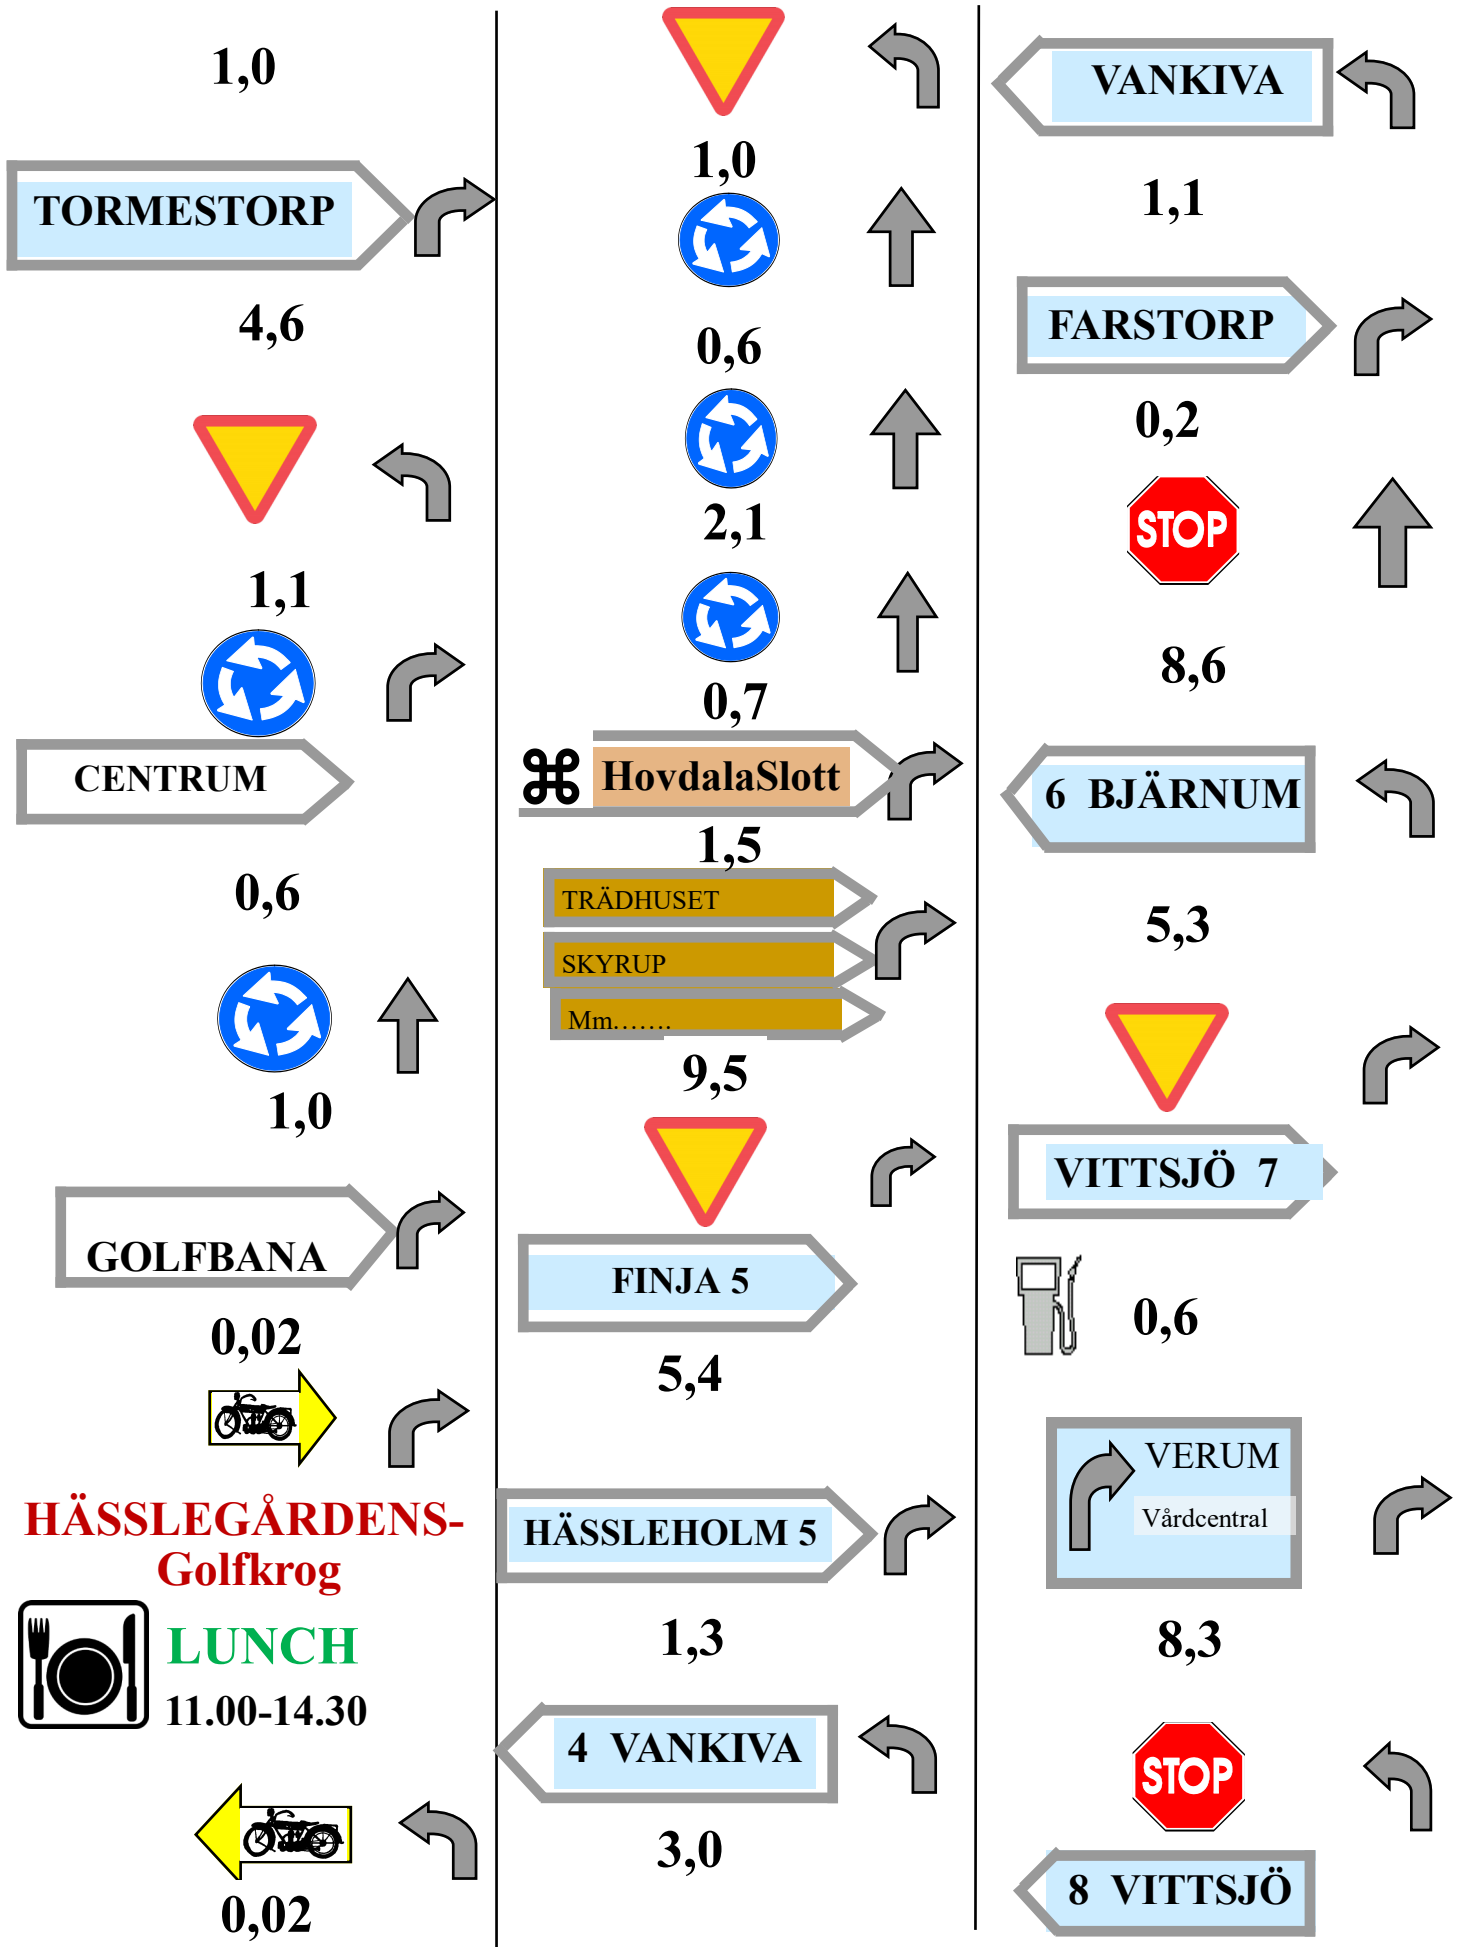 1,0
TORMESTORP
4,6
1,1
CENTRUM
0,6
1,0
GOLFBANA
0,02
HÄSSLEGÅRDENS-
Golfkrog
LUNCH
11.00-14.30
0,02
1,0
0,6
2,1
0,7
⌘ HovdalaSlott
1,5
TRÄDHUSET
SKYRUP
Mm…….
9,5
FINJA 5
5,4
HÄSSLEHOLM 5
1,3
4 VANKIVA
3,0
VANKIVA
1,1
FARSTORP
0,2
STOP
8,6
6 BJÄRNUM
5,3
VITTSJÖ 7
0,6
VERUM
Vårdcentral
8,3
STOP
8 VITTSJÖ